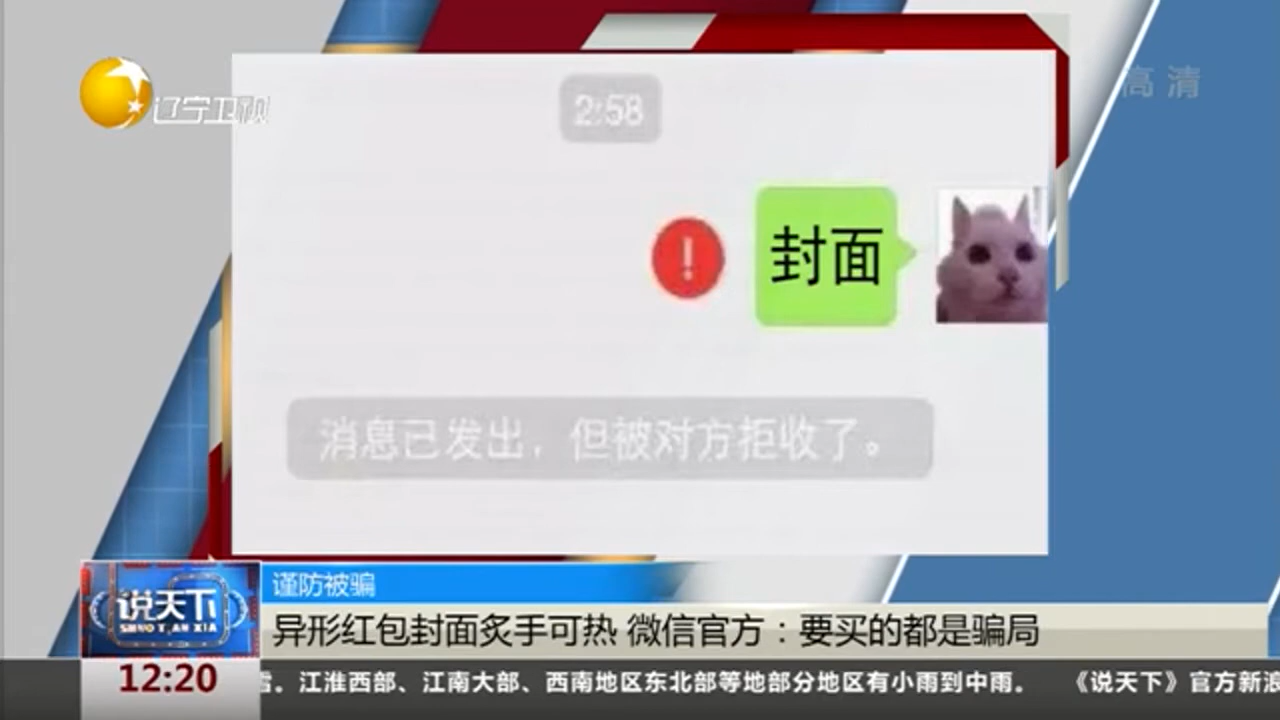 辽宁卫视
高清
2:58
封面
消息已发出，但被对方拒收了。
谨防被骗
说天下
SHUO TIAN XIA
异形红包封面炙手可热 微信官方：要买的都是骗局
12:20
。江淮西部、江南大部、西南地区东北部等地部分地区有小雨到中雨。 《说天下》官方新浪